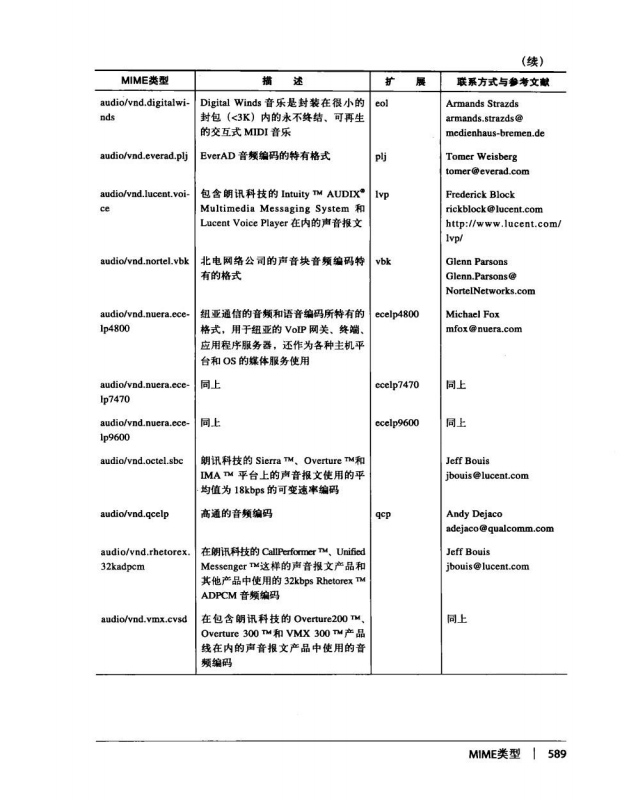 （续）
MIME类型 描 述 扩 展 联系方式与参考文献
audio/vnd.digitalwi- Digital Winds 音乐是封装在很小的 eol Armands Strazds
nds 封包（<3K）内的永不终结、可再生 armands.strazds@
的交互式 MIDI 音乐 medienhaus-bremen.de
audio/vnd.everad.plj EverAD 音频编码的特有格式 plj Tomer Weisberg
tomer@everad.com
audio/vnd.lucent.voi- 包含朗讯科技的 Intuity ™ AUDIX® lvp Frederick Block
ce Multimedia Messaging System 和 rickblock@lucent.com
Lucent Voice Player 在内的声音报文 http://www.lucent.com/
lvp/
audio/vnd.nortel.vbk 北电网络公司的声音块音频编码特 vbk Glenn Parsons
有的格式 Glenn.Parsons@
NortelNetworks.com
audio/vnd.nuera.ece- 纽亚通信的音频和语音编码所特有的 ecelp4800 Michael Fox
lp4800 格式，用于纽亚的 VoIP 网关、终端、 mfox@nuera.com
应用程序服务器，还作为各种主机平
台和 OS 的媒体服务使用
audio/vnd.nuera.ece- 同上 ecelp7470 同上
lp7470
audio/vnd.nuera.ece- 同上 ecelp9600 同上
lp9600
audio/vnd.octel.sbc 朗讯科技的 Sierra ™、Overture ™和 Jeff Bouis
IMA ™ 平台上的声音报文使用的平 jbouis@lucent.com
均值为 18kbps 的可变速率编码
audio/vnd.qcelp 高通的音频编码 qcp Andy Dejaco
adejaco@qualcomm.com
audio/vnd.rhetorex. 在朗讯科技的 CallPerformer ™、Unified Jeff Bouis
32kadpcm Messenger ™这样的声音报文产品和 jbouis@lucent.com
其他产品中使用的 32kbps Rhetorex ™
ADPCM 音频编码
audio/vnd.vmx.cvsd 在包含朗讯科技的 Overture200 ™、 同上
Overture 300 ™和 VMX 300 ™产品
线在内的声音报文产品中使用的音
频编码
MIME类型 | 589